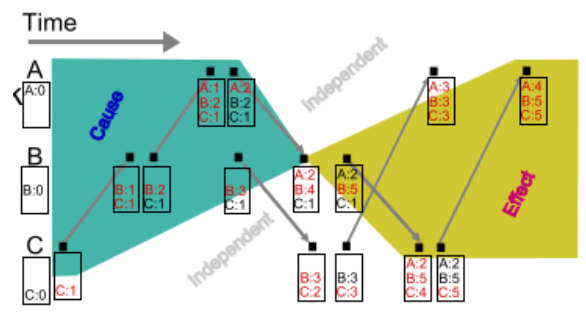 Time
A
A:0
Cause
A:1
B:2
C:1
A:2
B:2
C:1
Independent
A:3
B:3
C:3
A:4
B:5
C:5
B
B:0
B:1
C:1
B:2
C:1
B:3
C:1
A:2
B:4
C:1
A:2
B:5
C:1
Effect
C
C:0
C:1
Independent
B:3
C:2
B:3
C:3
A:2
B:5
C:4
A:2
B:5
C:5